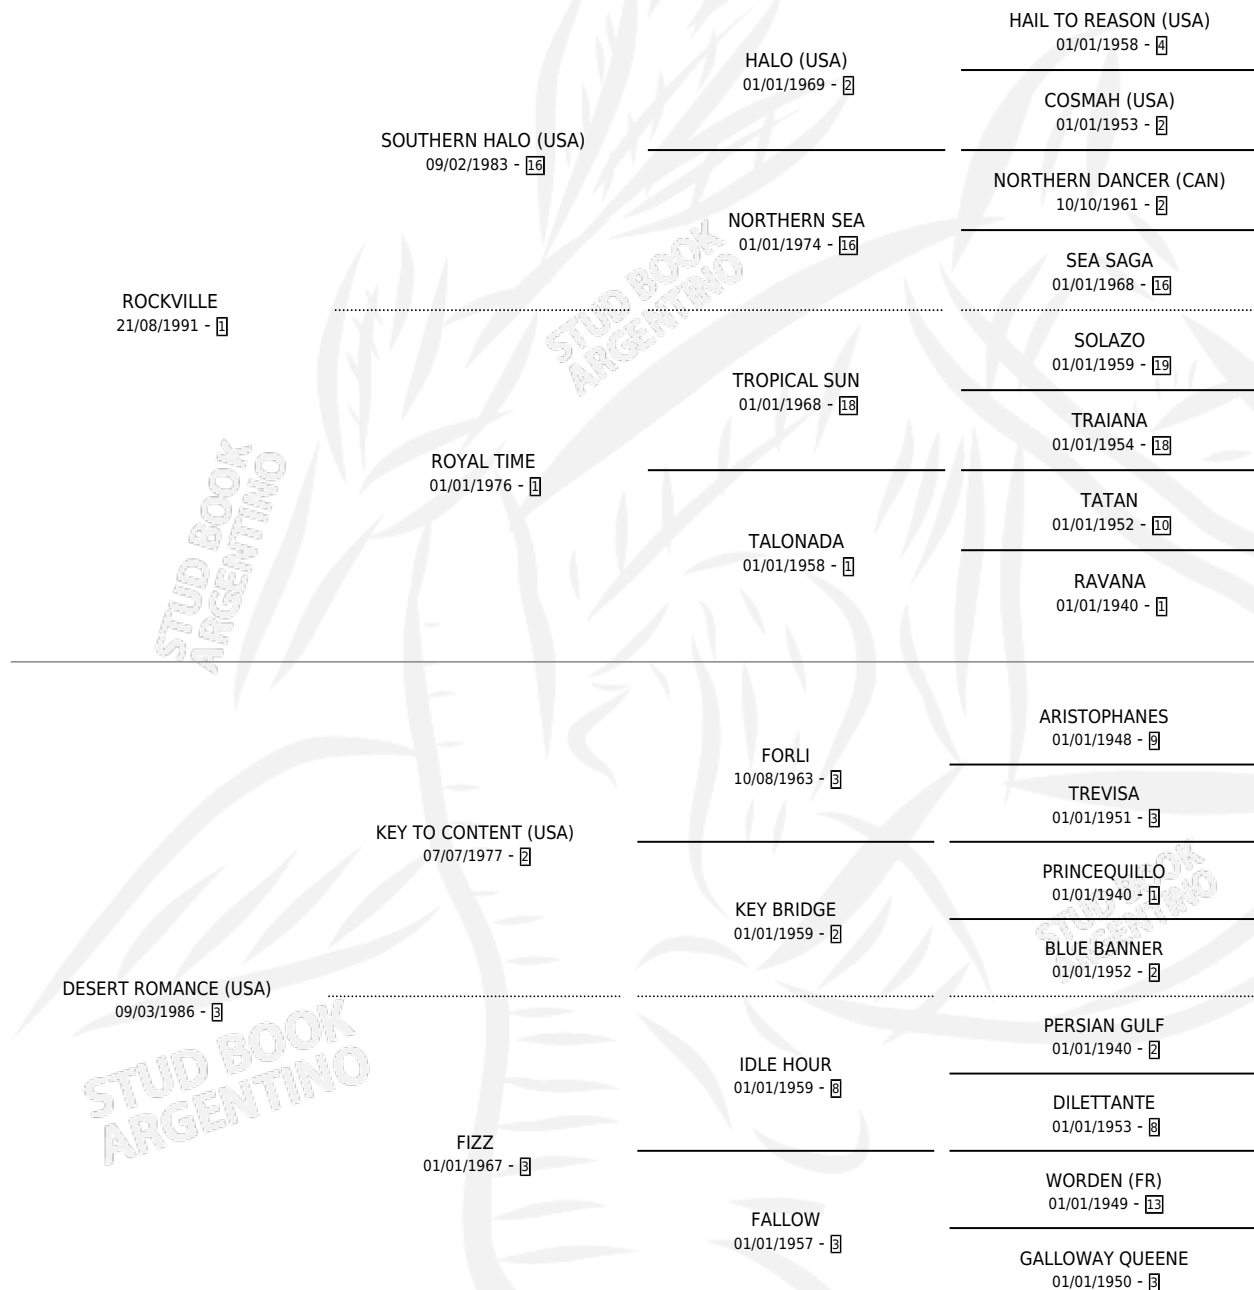 HAIL TO REASON (USA)
01/01/1958 - 4
HALO (USA)
01/01/1969 - 2
COSMAH (USA)
01/01/1953 - 2
SOUTHERN HALO (USA)
09/02/1983 - 16
NORTHERN DANCER (CAN)
10/10/1961 - 2
NORTHERN SEA
01/01/1974 - 16
SEA SAGA
01/01/1968 - 16
STUD BOOK
ARGENTINO
ROCKVILLE
21/08/1991 - 1
SOLAZO
01/01/1959 - 19
TROPICAL SUN
01/01/1968 - 18
TRAIANA
01/01/1954 - 18
ROYAL TIME
01/01/1976 - 1
STUD BOOK
ARGENTINO
TATAN
01/01/1952 - 10
TALONADA
01/01/1958 - 1
RAVANA
01/01/1940 - 1
ARISTOPHANES
01/01/1948 - 9
FORLI
10/08/1963 - 3
TREVISA
01/01/1951 - 3
KEY TO CONTENT (USA)
07/07/1977 - 2
PRINCEQUILLO
01/01/1940 - 1
STUD BOOK
ARGENTINO
KEY BRIDGE
01/01/1959 - 2
BLUE BANNER
01/01/1952 - 2
DESERT ROMANCE (USA)
09/03/1986 - 3
STUD BOOK
ARGENTINO
PERSIAN GULF
01/01/1940 - 2
IDLE HOUR
01/01/1959 - 8
DILETTANTE
01/01/1953 - 8
FIZZ
01/01/1967 - 3
WORDEN (FR)
01/01/1949 - 13
FALLOW
01/01/1957 - 3
GALLOWAY QUEENE
01/01/1950 - 3